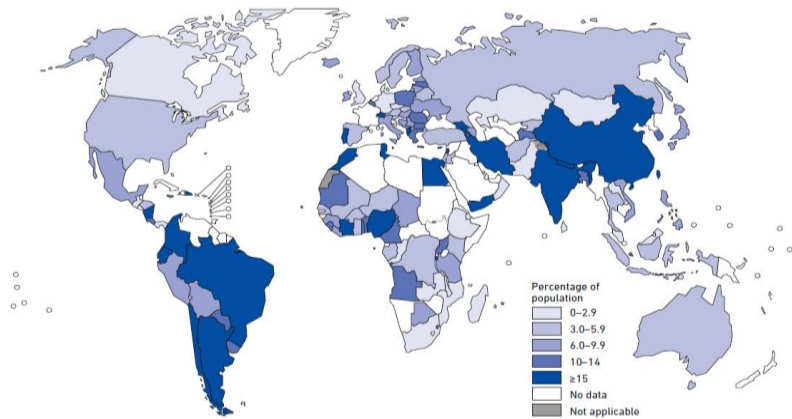 Percentage of
population
0–2.9
3.0–5.9
6.0–9.9
10–14
≥15
No data
Not applicable